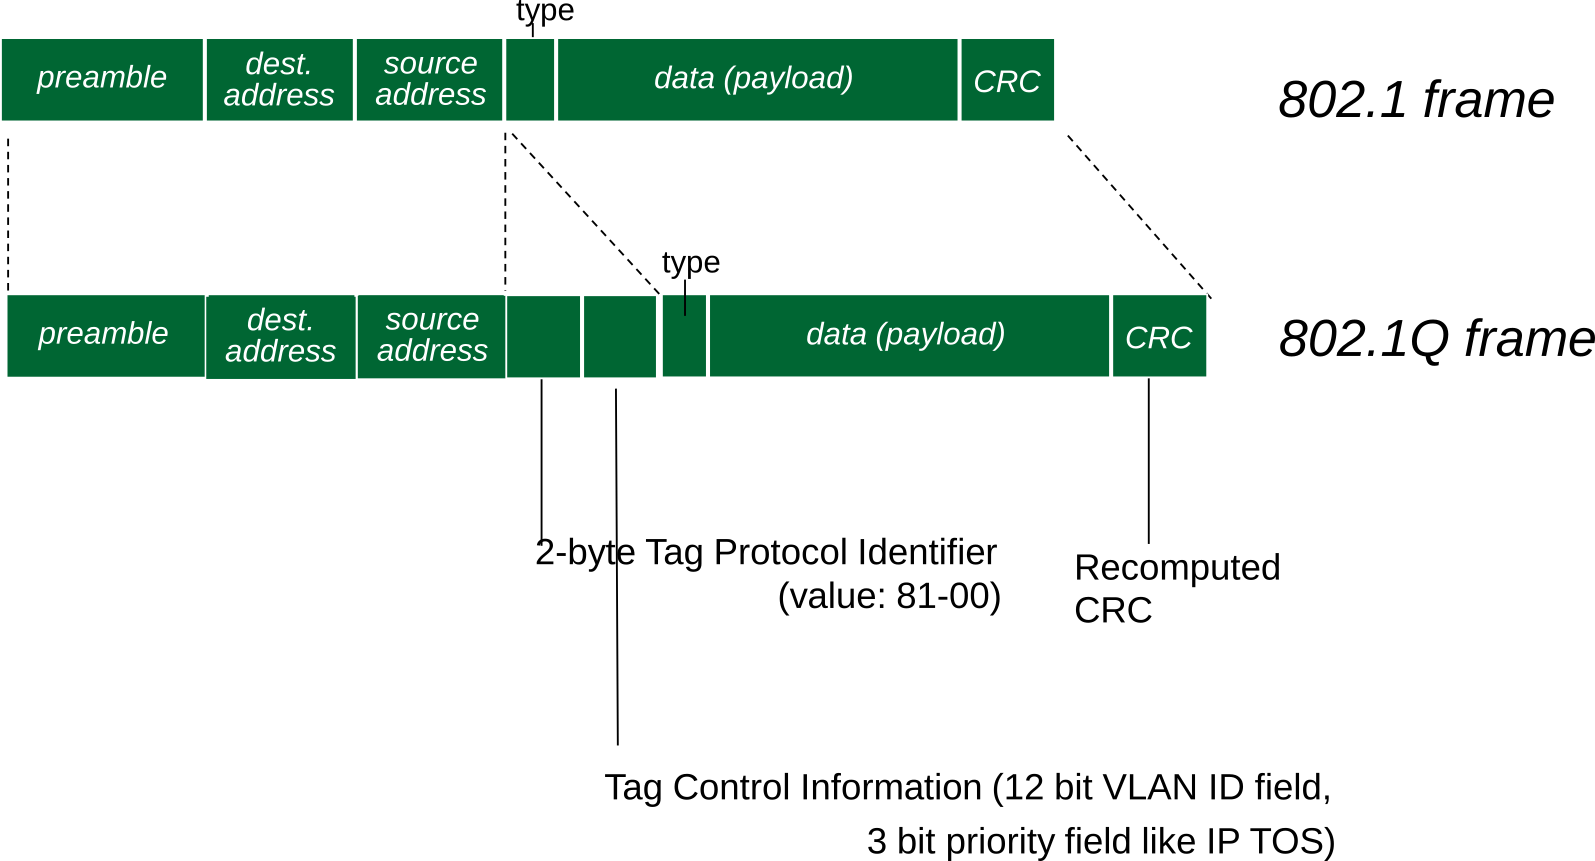 type
preamble
dest.
address
source
address
data (payload)
CRC
802.1 frame
type
preamble
dest.
address
source
address
data (payload)
CRC
802.1Q frame
2-byte Tag Protocol Identifier
(value: 81-00)
Recomputed
CRC
Tag Control Information (12 bit VLAN ID field,
3 bit priority field like IP TOS)